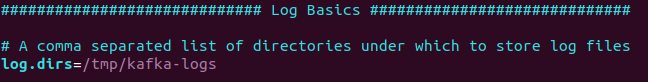 ############################# Log Basics #############################
# A comma separated list of directories under which to store log files
log.dirs=/tmp/kafka-logs